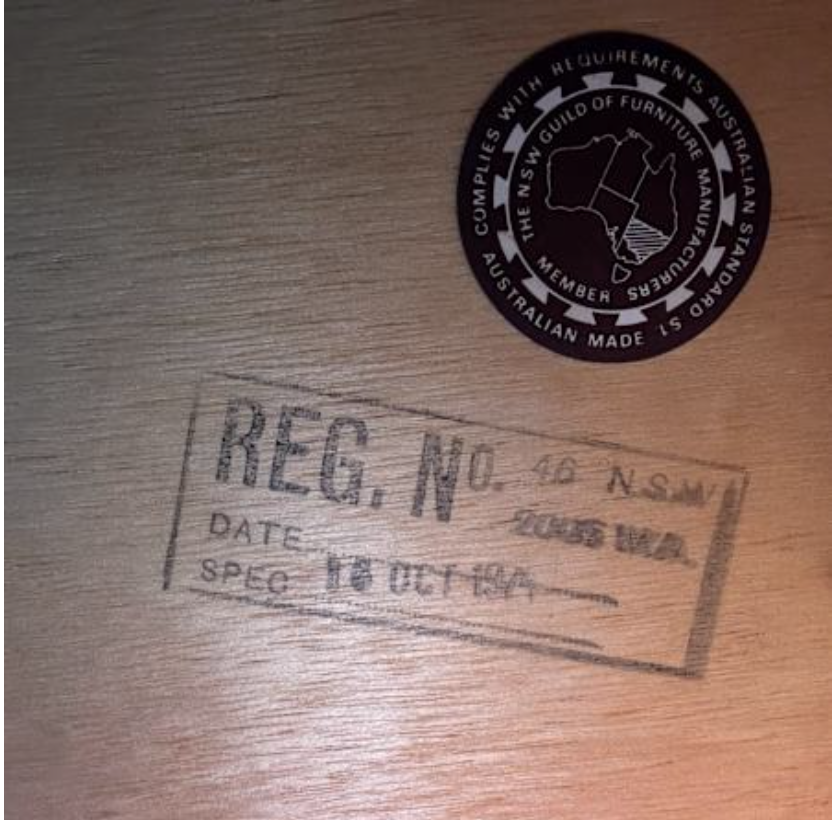 COMPLIES WITH REQUIREMENTS AUSTRALIAN STANDARD S1
AUSTRALIAN MADE
THE NSW GUILD OF FURNITURE MANUFACTURERS
MEMBER
REG. NO. 46 N.S.W
W.A.
DATE
SPEC 16 OCT 1974